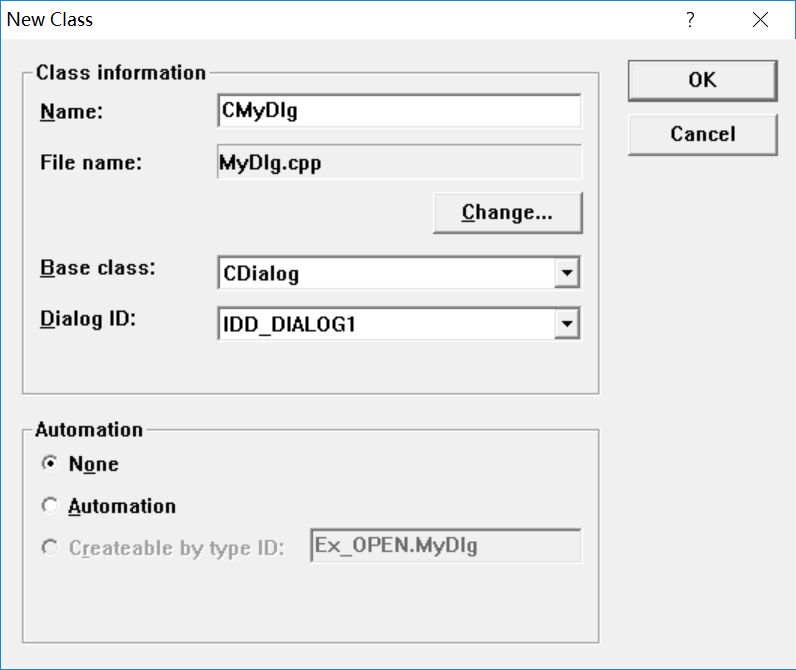 New Class
?
Class information
Name:
CMyDlg
File name:
MyDlg.cpp
Change...
Base class:
CDialog
Dialog ID:
IDD_DIALOG1
OK
Cancel
Automation
None
Automation
Createable by type ID:
Ex_OPEN.MyDlg